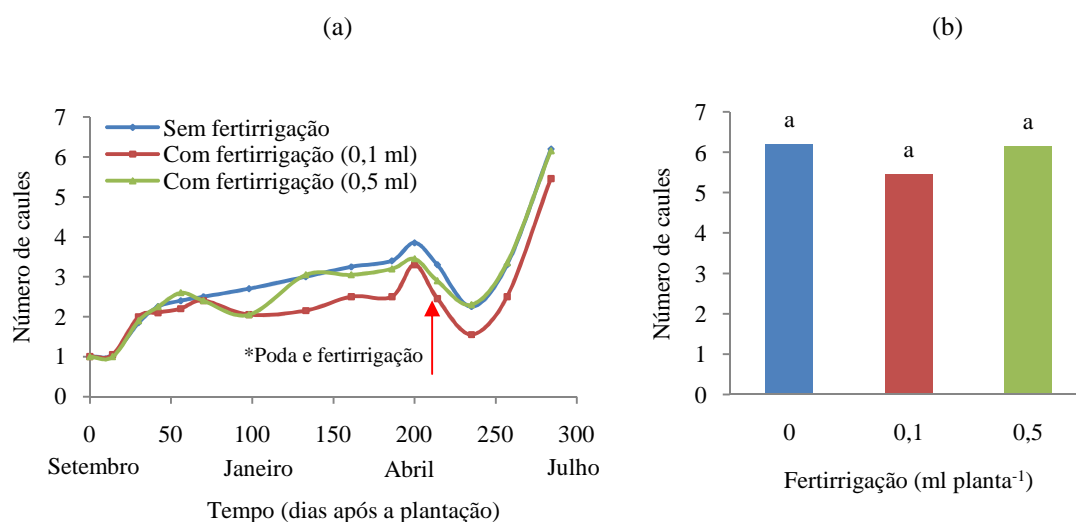 (a)
(b)
Sem fertirrigação
Com fertirrigação (0,1 ml)
Com fertirrigação (0,5 ml)
Número de caules
7
6
5
4
3
2
1
0
*Poda e fertirrigação
0 50 100 150 200 250 300
Setembro Janeiro Abril Julho
Tempo (dias após a plantação)
Número de caules
7
6
5
4
3
2
1
0
a a a
0 0,1 0,5
Fertirrigação (ml planta⁻¹)